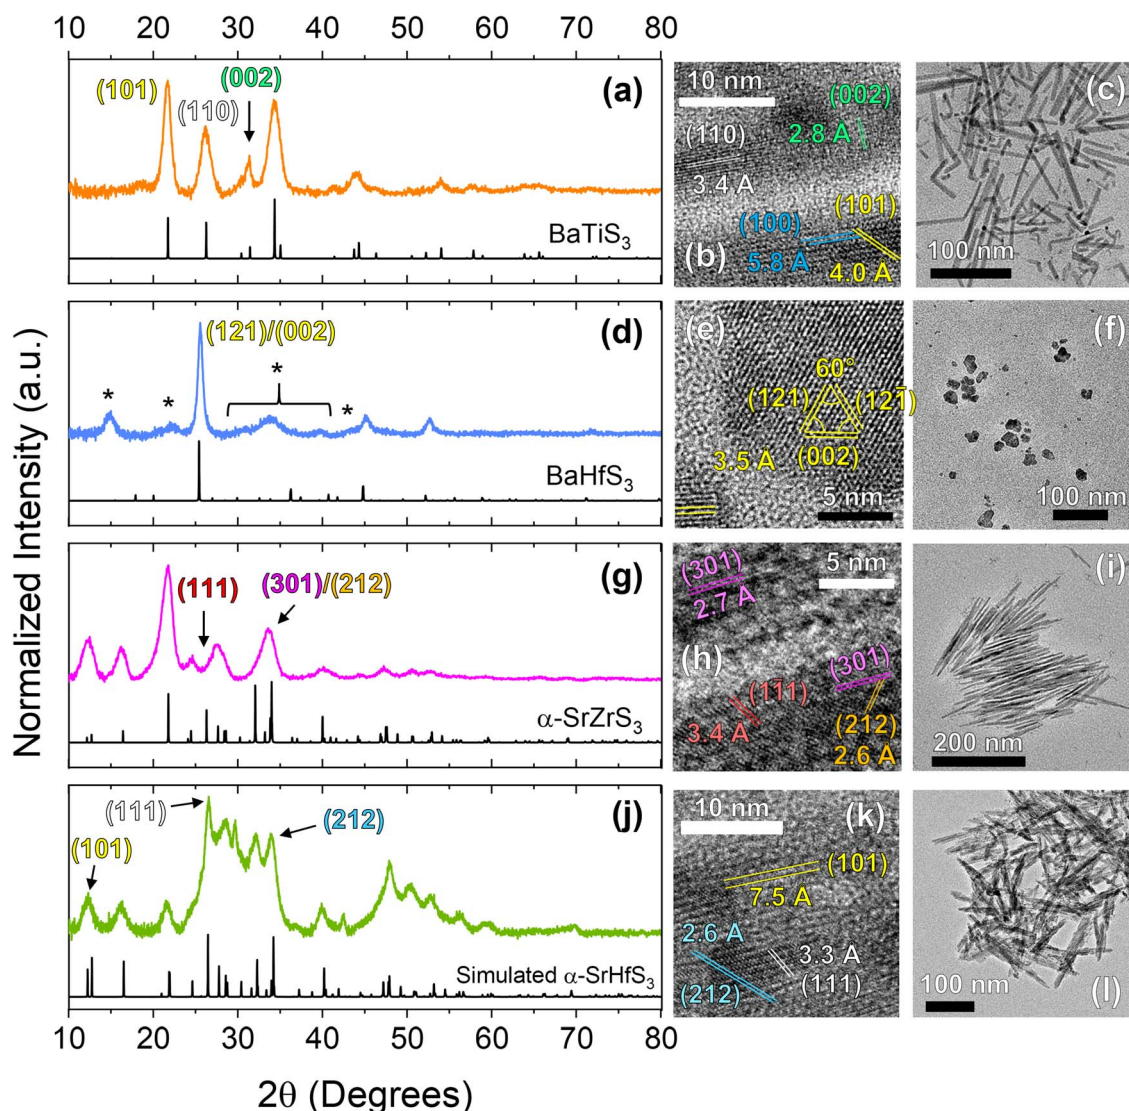 10 20 30 40 50 60 70 80
Normalized Intensity (a.u.)
(101)
(110)
(002)
(a)
BaTiS3
10 nm
(002)
(110)
2.8 A
3.4 A
(101)
(100)
5.8 A
4.0 A
(b)
(c)
100 nm
(121)/(002)
(d)
*
*
*
*
BaHfS3
(e)
60°
(121)
(121̄)
(002)
3.5 A
5 nm
(f)
100 nm
(111)
(301)/(212)
(g)
α-SrZrS3
(301)
5 nm
2.7 A
(h)
(301)
(11̄1)
3.4 A
(212)
2.6 A
(i)
200 nm
(111)
(101)
(212)
(j)
Simulated α-SrHfS3
10 nm
(k)
(101)
7.5 A
2.6 A
3.3 A
(111)
(212)
(l)
100 nm
10 20 30 40 50 60 70 80
2θ (Degrees)